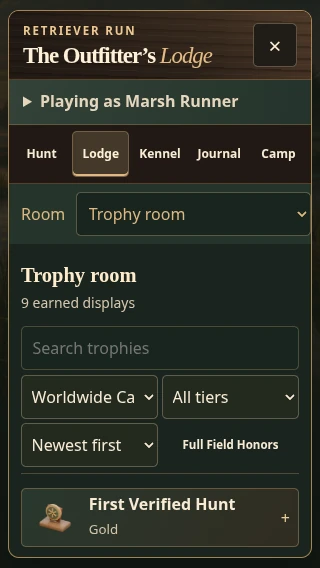 RETRIEVER RUN
The Outfitter’s Lodge
✕
▶ Playing as Marsh Runner
Hunt Lodge Kennel Journal Camp
Room Trophy room
Trophy room
9 earned displays
Search trophies
Worldwide Ca All tiers
Newest first Full Field Honors
First Verified Hunt
Gold
+